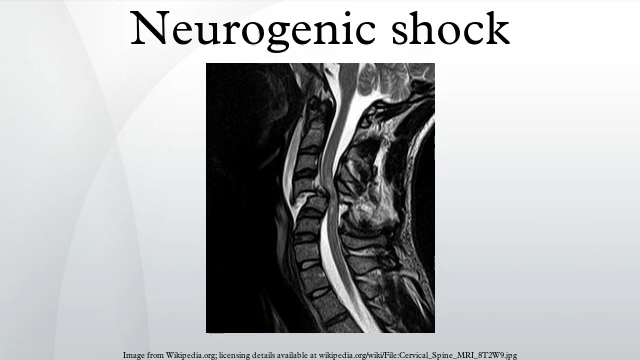 Neurogenic shock
Image from Wikipedia.org; licensing details available at wikipedia.org/wiki/File:Cervical_Spine_MRI_8T2W9.jpg